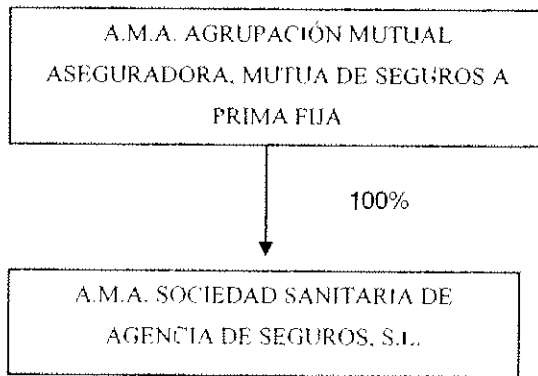 A.M.A. AGRUPACIÓN MUTUAL
ASEGURADORA, MUTUA DE SEGUROS A
PRIMA FIJA
100%
A.M.A. SOCIEDAD SANITARIA DE
AGENCIA DE SEGUROS, S.L.